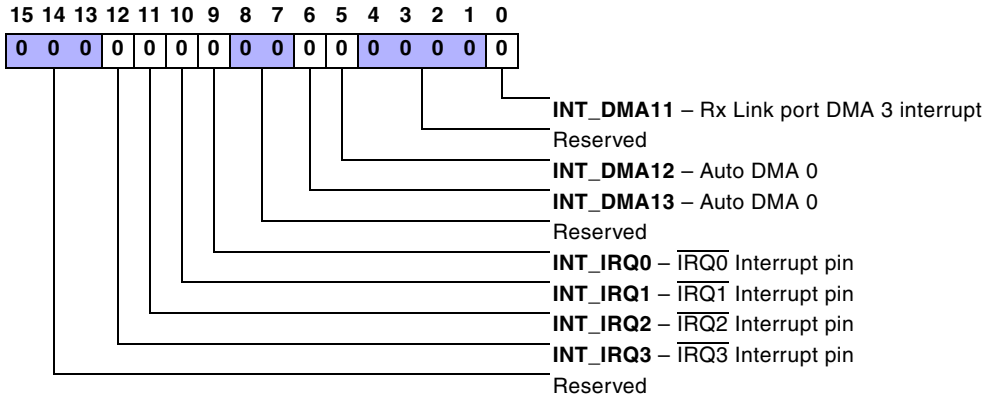 15 14 13 12 11 10 9 8 7 6 5 4 3 2 1 0
0 0 0 0 0 0 0 0 0 0 0 0 0 0 0 0
INT_DMA11 – Rx Link port DMA 3 interrupt
Reserved
INT_DMA12 – Auto DMA 0
INT_DMA13 – Auto DMA 0
Reserved
INT_IRQ0 – IRQ0 Interrupt pin
INT_IRQ1 – IRQ1 Interrupt pin
INT_IRQ2 – IRQ2 Interrupt pin
INT_IRQ3 – IRQ3 Interrupt pin
Reserved